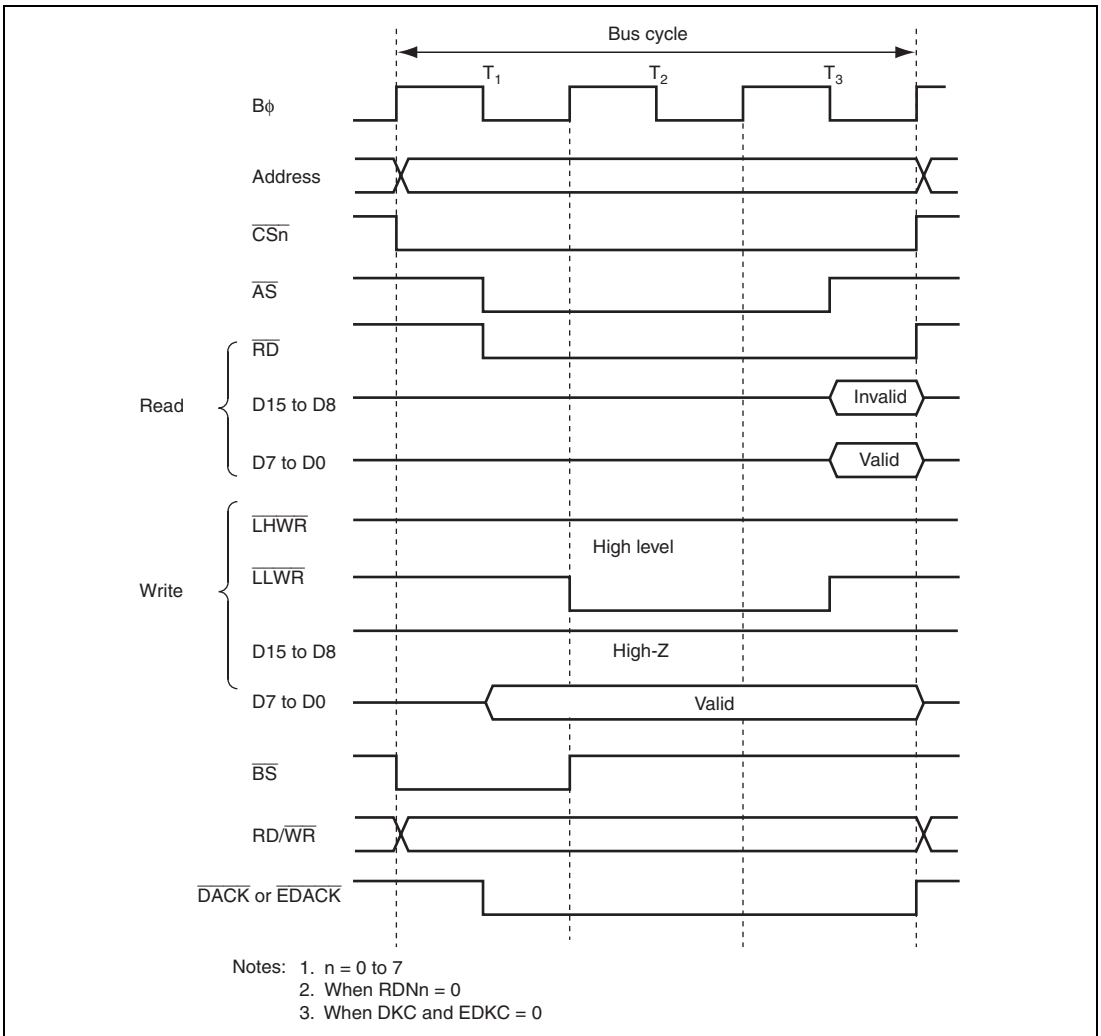 Bus cycle
T1 T2 T3
Bϕ
Address
CSn
AS
RD
Read
D15 to D8
Invalid
D7 to D0
Valid
LHWR
High level
Write
LLWR
D15 to D8
High-Z
D7 to D0
Valid
BS
RD/WR
DACK or EDACK
Notes: 1. n = 0 to 7
2. When RDNn = 0
3. When DKC and EDKC = 0